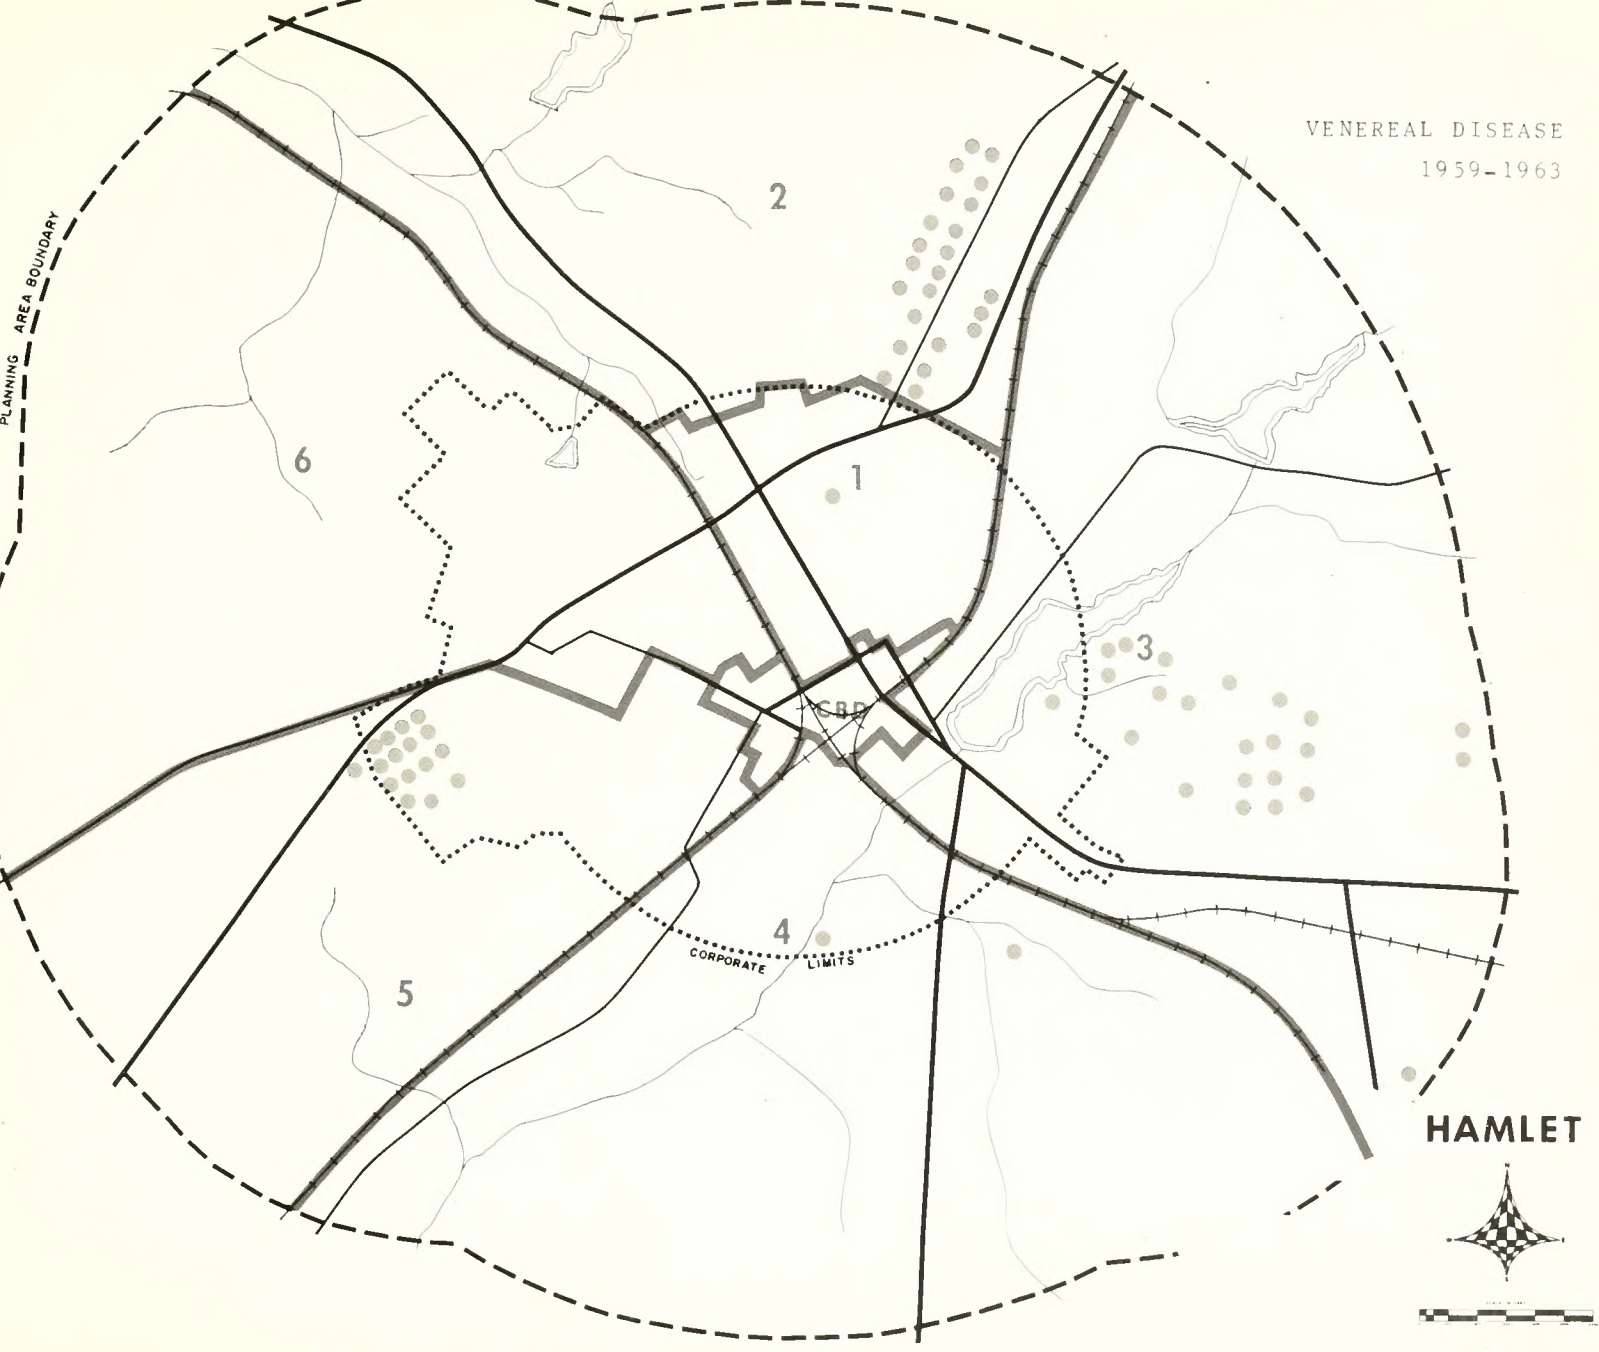 VENEREAL DISEASE
1959-1963
2
PLANNING AREA BOUNDARY
6
1
3
CBD
4
CORPORATE LIMITS
5
HAMLET